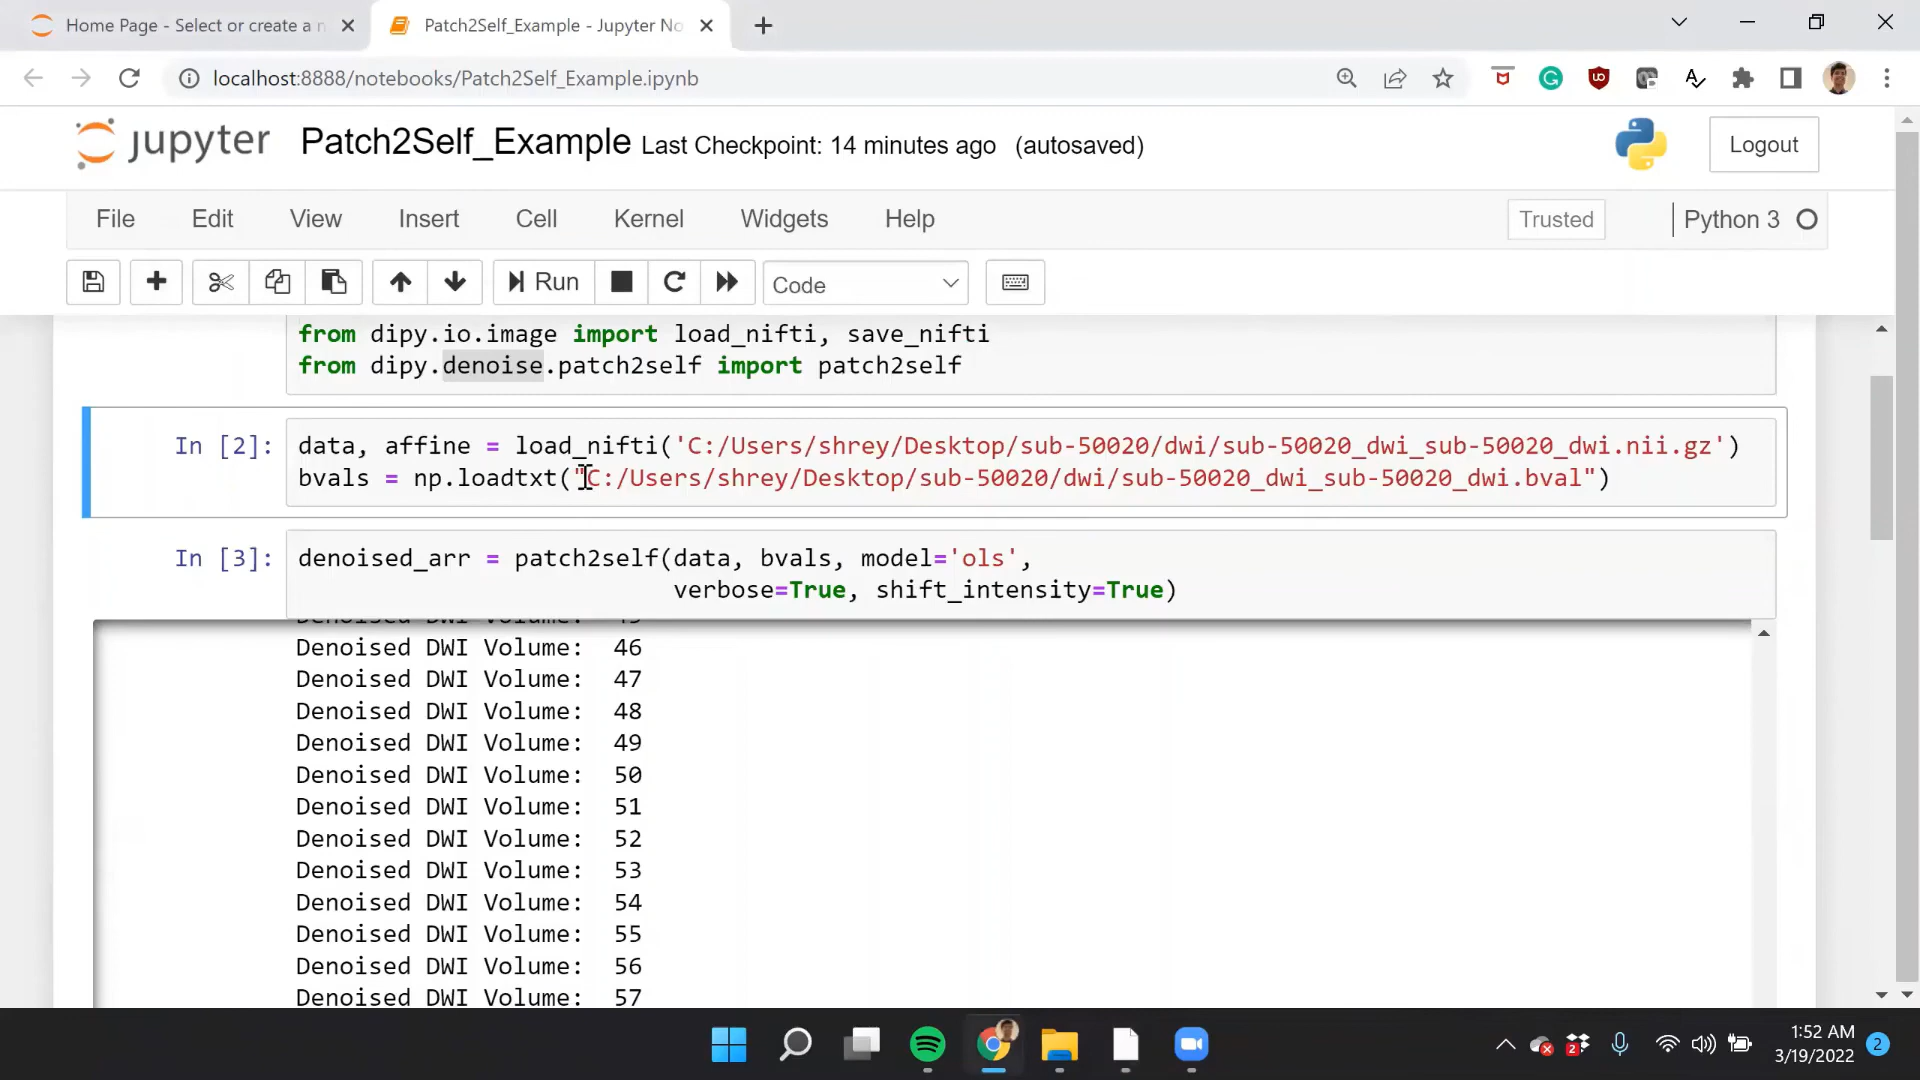 Home Page - Select or create a n
Patch2Self_Example - Jupyter No
localhost:8888/notebooks/Patch2Self_Example.ipynb
jupyter Patch2Self_Example Last Checkpoint: 14 minutes ago (autosaved)
Logout
File Edit View Insert Cell Kernel Widgets Help
Trusted
Python 3
Run
Code
from dipy.io.image import load_nifti, save_nifti
from dipy.denoise.patch2self import patch2self
In [2]: data, affine = load_nifti('C:/Users/shrey/Desktop/sub-50020/dwi/sub-50020_dwi_sub-50020_dwi.nii.gz')
bvals = np.loadtxt("C:/Users/shrey/Desktop/sub-50020/dwi/sub-50020_dwi_sub-50020_dwi.bval")
In [3]: denoised_arr = patch2self(data, bvals, model='ols',
verbose=True, shift_intensity=True)
Denoised DWI Volume: 46
Denoised DWI Volume: 47
Denoised DWI Volume: 48
Denoised DWI Volume: 49
Denoised DWI Volume: 50
Denoised DWI Volume: 51
Denoised DWI Volume: 52
Denoised DWI Volume: 53
Denoised DWI Volume: 54
Denoised DWI Volume: 55
Denoised DWI Volume: 56
Denoised DWI Volume: 57
1:52 AM
3/19/2022
2
2